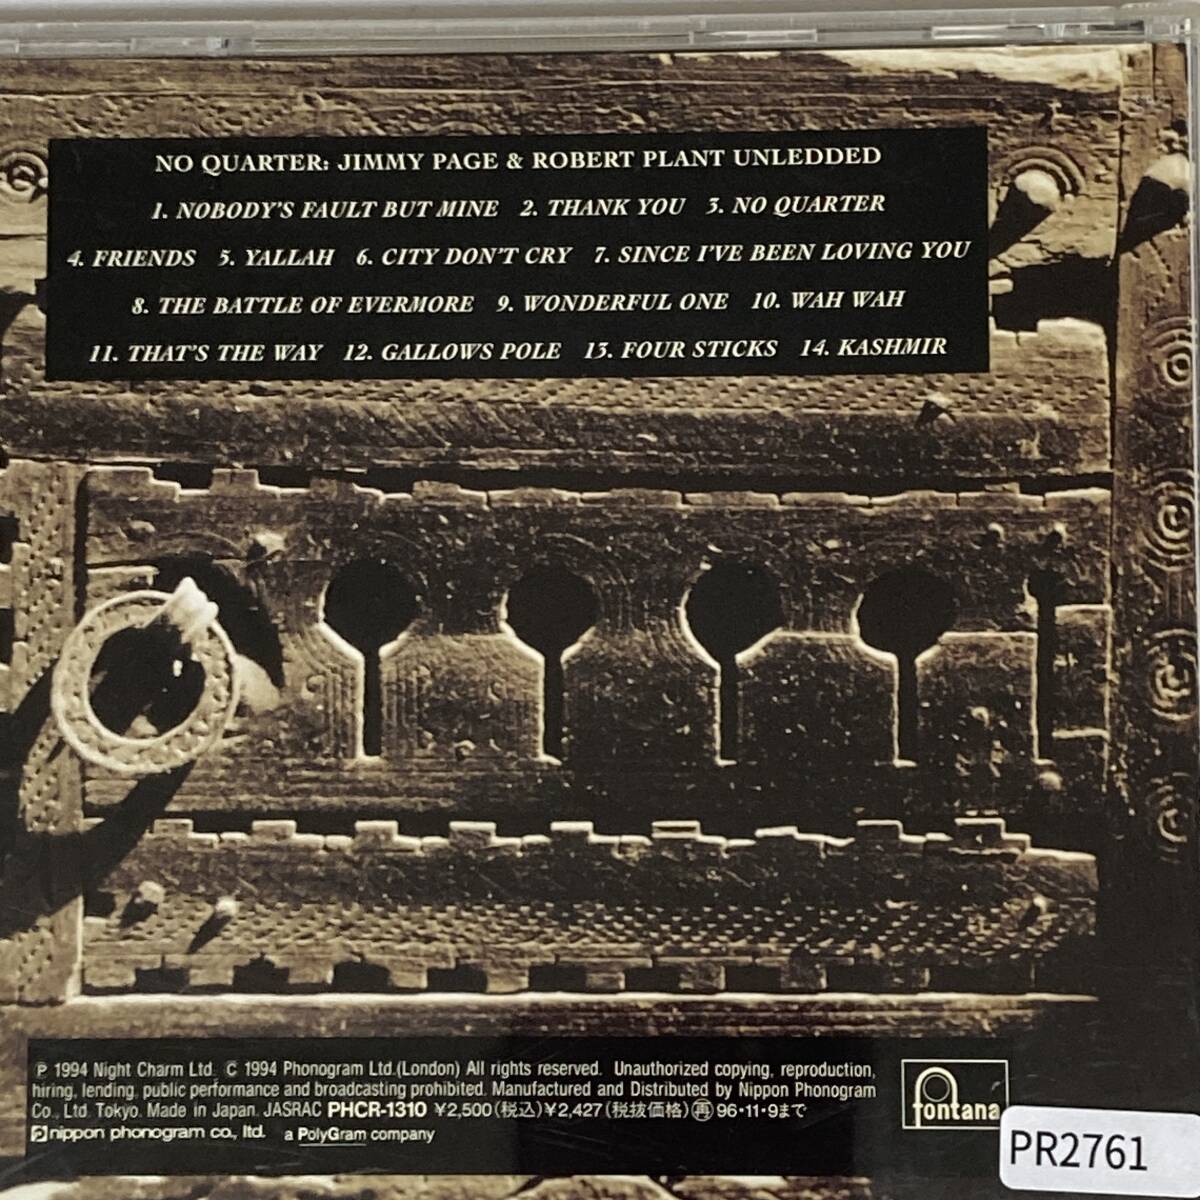 NO QUARTER: JIMMY PAGE & ROBERT PLANT UNLEDDED
1. NOBODY'S FAULT BUT MINE 2. THANK YOU 3. NO QUARTER
4. FRIENDS 5. YALLAH 6. CITY DON'T CRY 7. SINCE I'VE BEEN LOVING YOU
8. THE BATTLE OF EVERMORE 9. WONDERFUL ONE 10. WAH WAH
11. THAT'S THE WAY 12. GALLOWS POLE 13. FOUR STICKS 14. KASHMIR
℗ 1994 Night Charm Ltd. © 1994 Phonogram Ltd.(London) All rights reserved. Unauthorized copying, reproduction,
hiring, lending, public performance and broadcasting prohibited. Manufactured and Distributed by Nippon Phonogram
Co., Ltd. Tokyo. Made in Japan. JASRAC PHCR-1310 ¥2,500(税込)¥2,427(税抜価格)㊢96·11·9まで
nippon phonogram co., ltd. a PolyGram company
fontana
PR2761